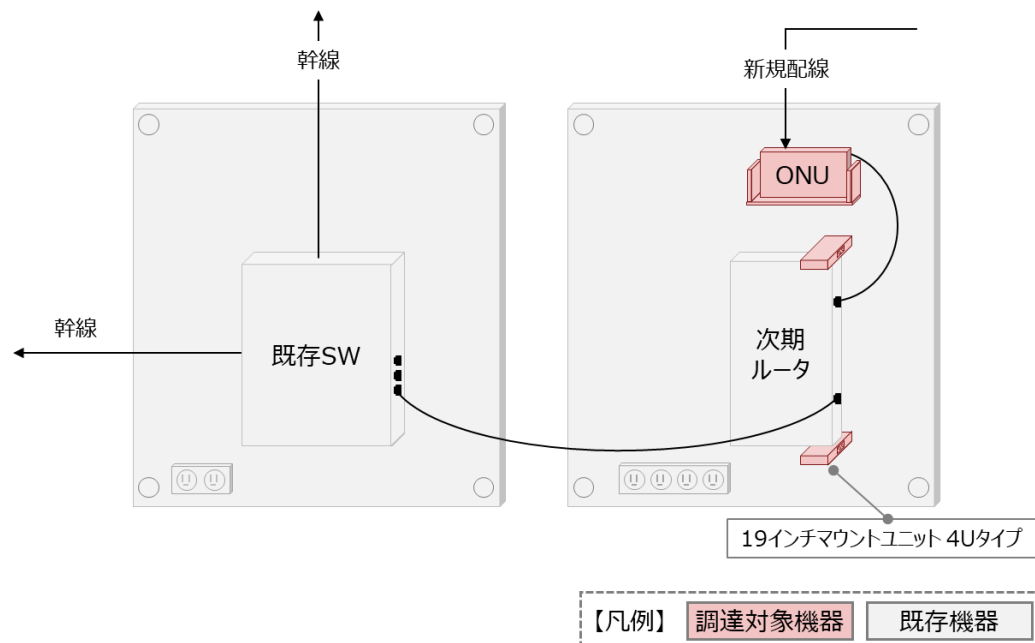 幹線
新規配線
ONU
幹線
既存SW
次期
ルータ
19インチマウントユニット 4Uタイプ
【凡例】
調達対象機器
既存機器